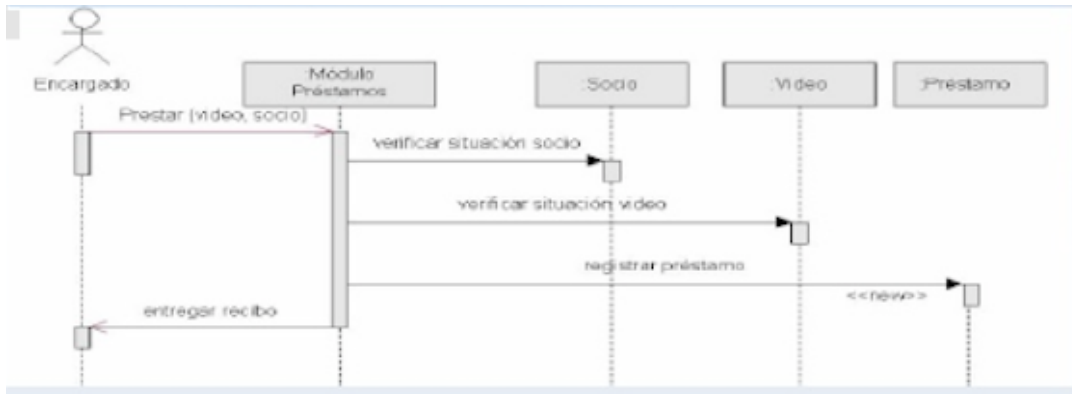 Encargado
:Módulo
Préstamos
:Socio
:Video
:Préstamo
Prestar (video, socio)
verificar situación socio
verificar situación video
registrar préstamo
<<new>>
entregar recibo